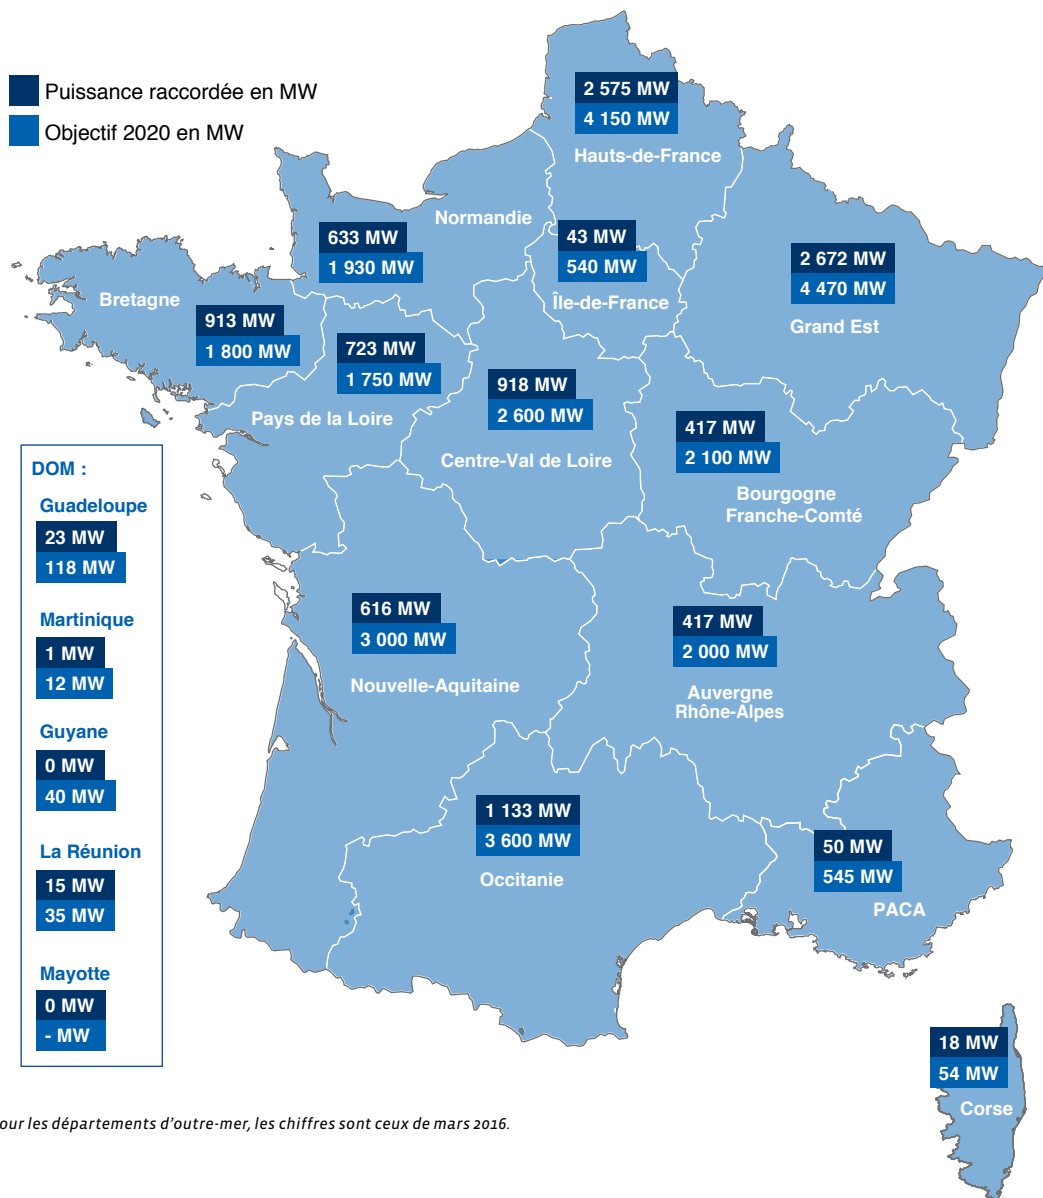 Puissance raccordée en MW
Objectif 2020 en MW
2 575 MW
4 150 MW
Hauts-de-France
Normandie
633 MW
1 930 MW
43 MW
540 MW
Île-de-France
2 672 MW
4 470 MW
Grand Est
Bretagne
913 MW
1 800 MW
723 MW
1 750 MW
Pays de la Loire
918 MW
2 600 MW
Centre-Val de Loire
417 MW
2 100 MW
Bourgogne
Franche-Comté
DOM :
Guadeloupe
23 MW
118 MW
Martinique
1 MW
12 MW
Guyane
0 MW
40 MW
La Réunion
15 MW
35 MW
Mayotte
0 MW
- MW
616 MW
3 000 MW
Nouvelle-Aquitaine
417 MW
2 000 MW
Auvergne
Rhône-Alpes
1 133 MW
3 600 MW
Occitanie
50 MW
545 MW
PACA
18 MW
54 MW
Corse
our les départements d'outre-mer, les chiffres sont ceux de mars 2016.